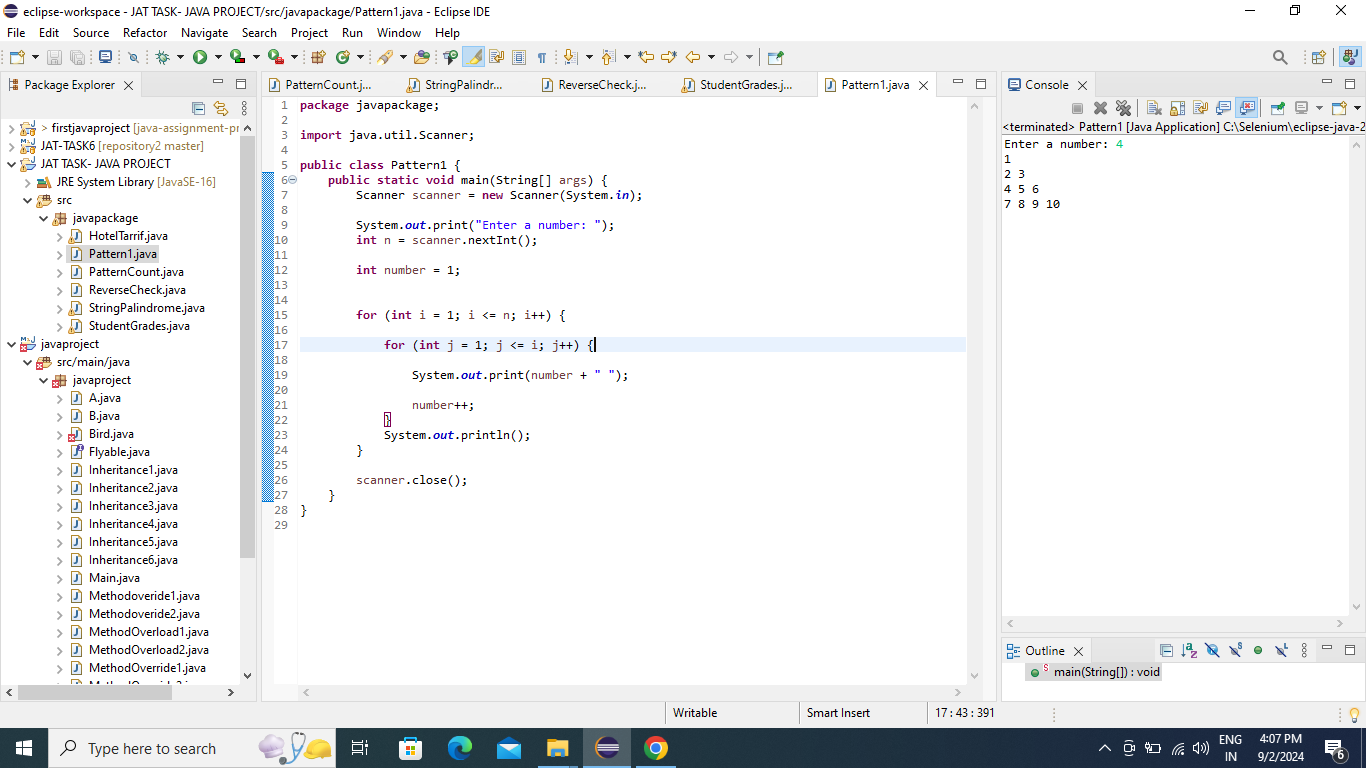 eclipse-workspace - JAT TASK- JAVA PROJECT/src/javapackage/Pattern1.java - Eclipse IDE
File Edit Source Refactor Navigate Search Project Run Window Help
Package Explorer
> firstjavaproject [java-assignment-pr
JAT-TASK6 [repository2 master]
JAT TASK- JAVA PROJECT
JRE System Library [JavaSE-16]
src
javapackage
HotelTarrif.java
Pattern1.java
PatternCount.java
ReverseCheck.java
StringPalindrome.java
StudentGrades.java
javaproject
src/main/java
javaproject
A.java
B.java
Bird.java
Flyable.java
Inheritance1.java
Inheritance2.java
Inheritance3.java
Inheritance4.java
Inheritance5.java
Inheritance6.java
Main.java
Methodoveride1.java
Methodoveride2.java
MethodOverload1.java
MethodOverload2.java
MethodOverride1.java
PatternCount.j... StringPalindr... ReverseCheck.j... StudentGrades.j... Pattern1.java
1 package javapackage;
2
3 import java.util.Scanner;
4
5 public class Pattern1 {
6 public static void main(String[] args) {
7 Scanner scanner = new Scanner(System.in);
8
9 System.out.print("Enter a number: ");
10 int n = scanner.nextInt();
11
12 int number = 1;
13
14
15 for (int i = 1; i <= n; i++) {
16
17 for (int j = 1; j <= i; j++) {
18
19 System.out.print(number + " ");
20
21 number++;
22 }
23 System.out.println();
24 }
25
26 scanner.close();
27 }
28 }
29
Console
<terminated> Pattern1 [Java Application] C:\Selenium\eclipse-java-2
Enter a number: 4
1
2 3
4 5 6
7 8 9 10
Outline
main(String[]) : void
Writable Smart Insert 17 : 43 : 391
Type here to search
ENG
IN
4:07 PM
9/2/2024
6